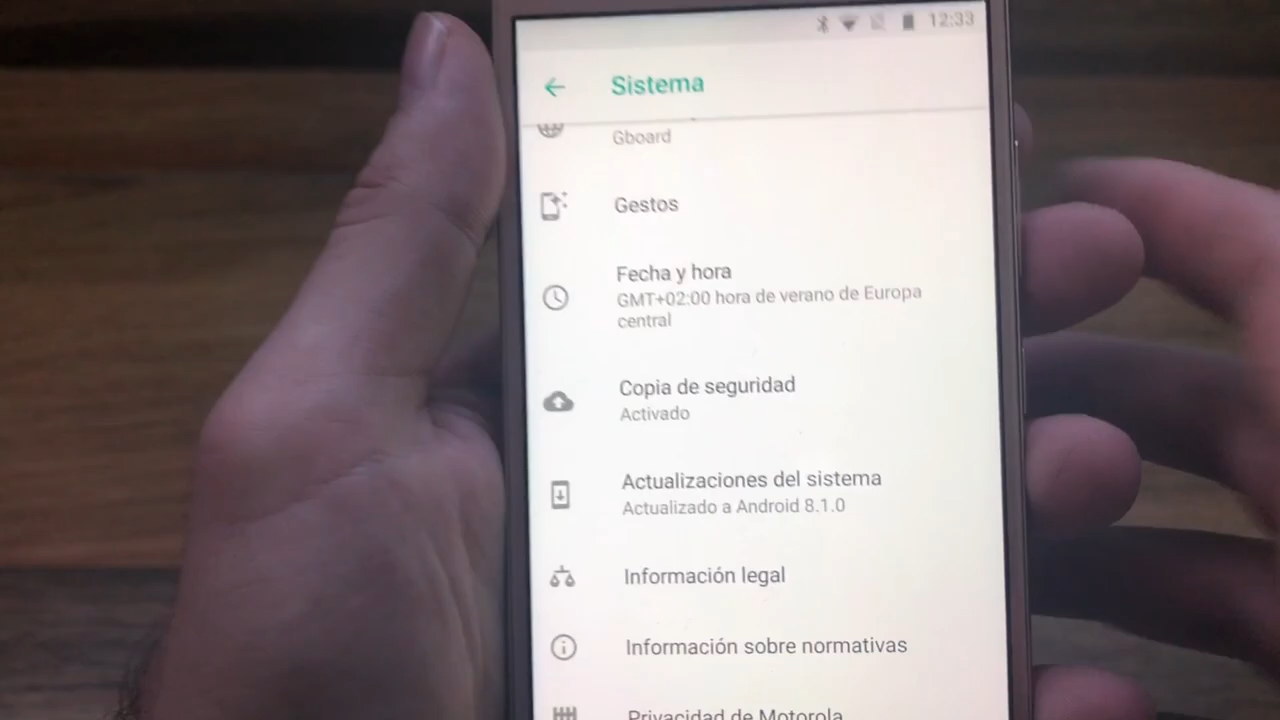 12:33
Sistema
Gboard
Gestos
Fecha y hora
GMT+02:00 hora de verano de Europa
central
Copia de seguridad
Activado
Actualizaciones del sistema
Actualizado a Android 8.1.0
Información legal
Información sobre normativas
Privacidad de Motorola